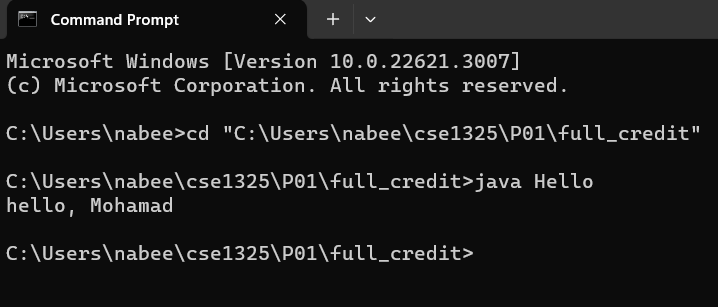 Command Prompt
Microsoft Windows [Version 10.0.22621.3007]
(c) Microsoft Corporation. All rights reserved.
C:\Users\nabee>cd "C:\Users\nabee\cse1325\P01\full_credit"
C:\Users\nabee\cse1325\P01\full_credit>java Hello
hello, Mohamad
C:\Users\nabee\cse1325\P01\full_credit>